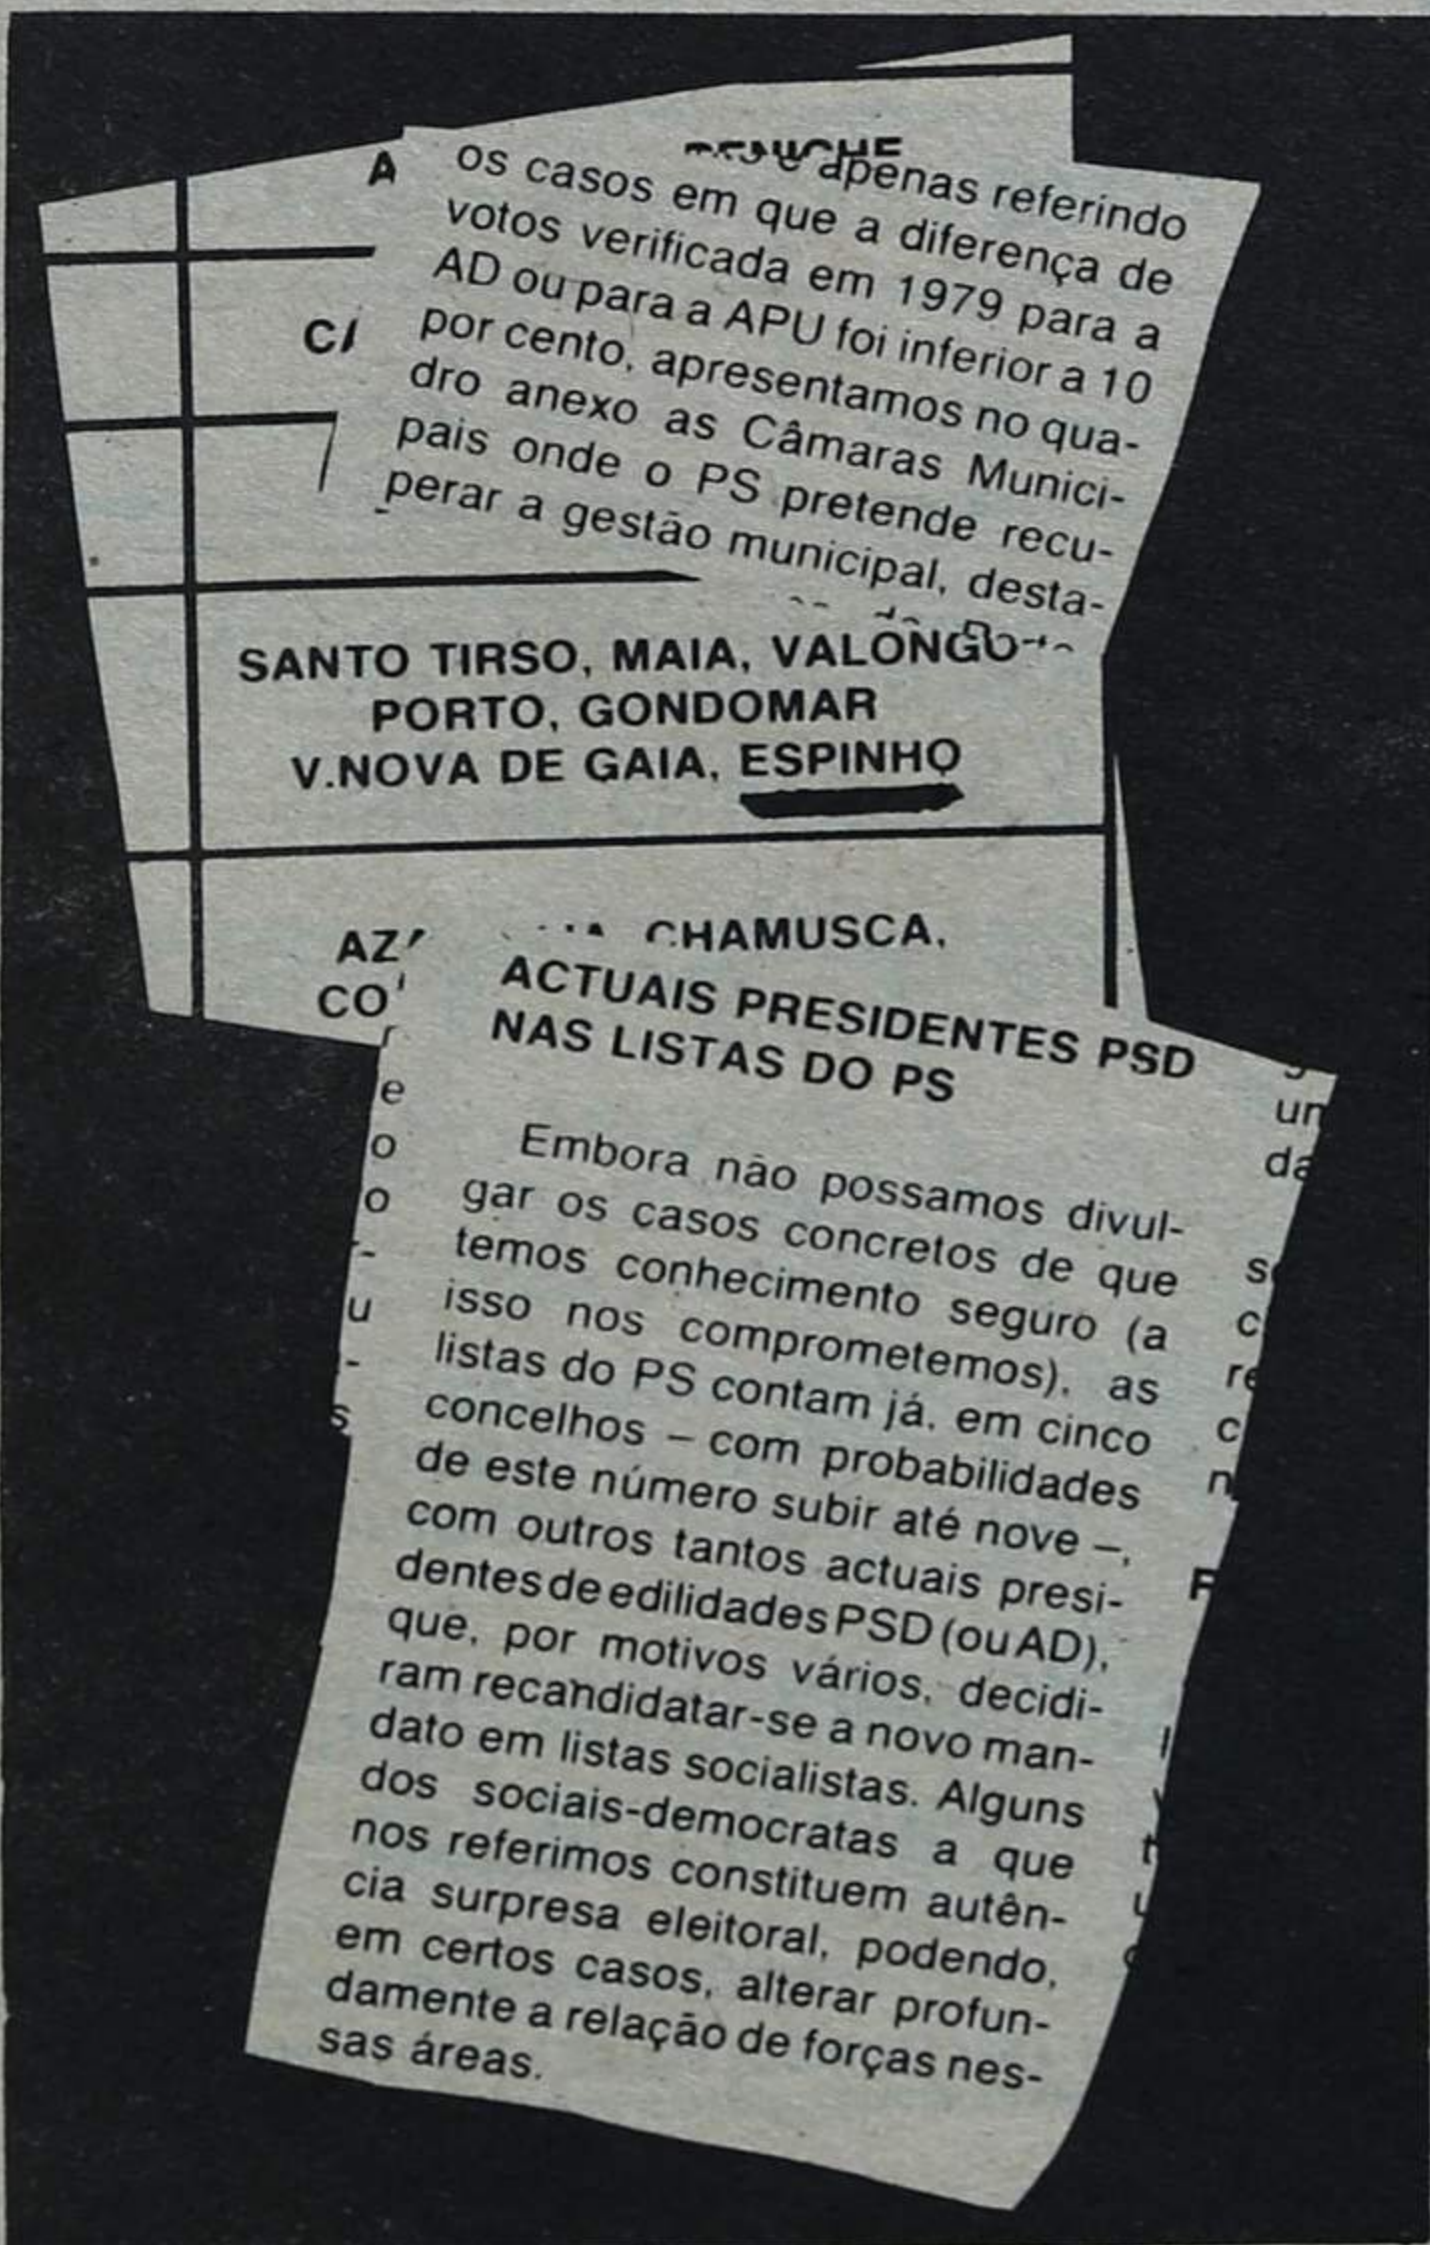 PENICHE
A
CA
e apenas referindo
os casos em que a diferença de
votos verificada em 1979 para a
AD ou para a APU foi inferior a 10
por cento, apresentamos no qua-
dro anexo as Câmaras Munici-
pais onde o PS pretende recu-
perar a gestão municipal, desta-
SANTO TIRSO, MAIA, VALONGO
PORTO, GONDOMAR
V.NOVA DE GAIA, ESPINHO
CHAMUSCA,
AZ
CO
ACTUAIS PRESIDENTES PSD
NAS LISTAS DO PS
Embora não possamos divul-
gar os casos concretos de que
temos conhecimento seguro (a
isso nos comprometemos), as
listas do PS contam já, em cinco
concelhos – com probabilidades
de este número subir até nove –,
com outros tantos actuais presi-
dentes de edilidades PSD (ou AD),
que, por motivos vários, decidi-
ram recandidatar-se a novo man-
dato em listas socialistas. Alguns
dos sociais-democratas a que
nos referimos constituem autên-
cia surpresa eleitoral, podendo,
em certos casos, alterar profun-
damente a relação de forças nes-
sas áreas.